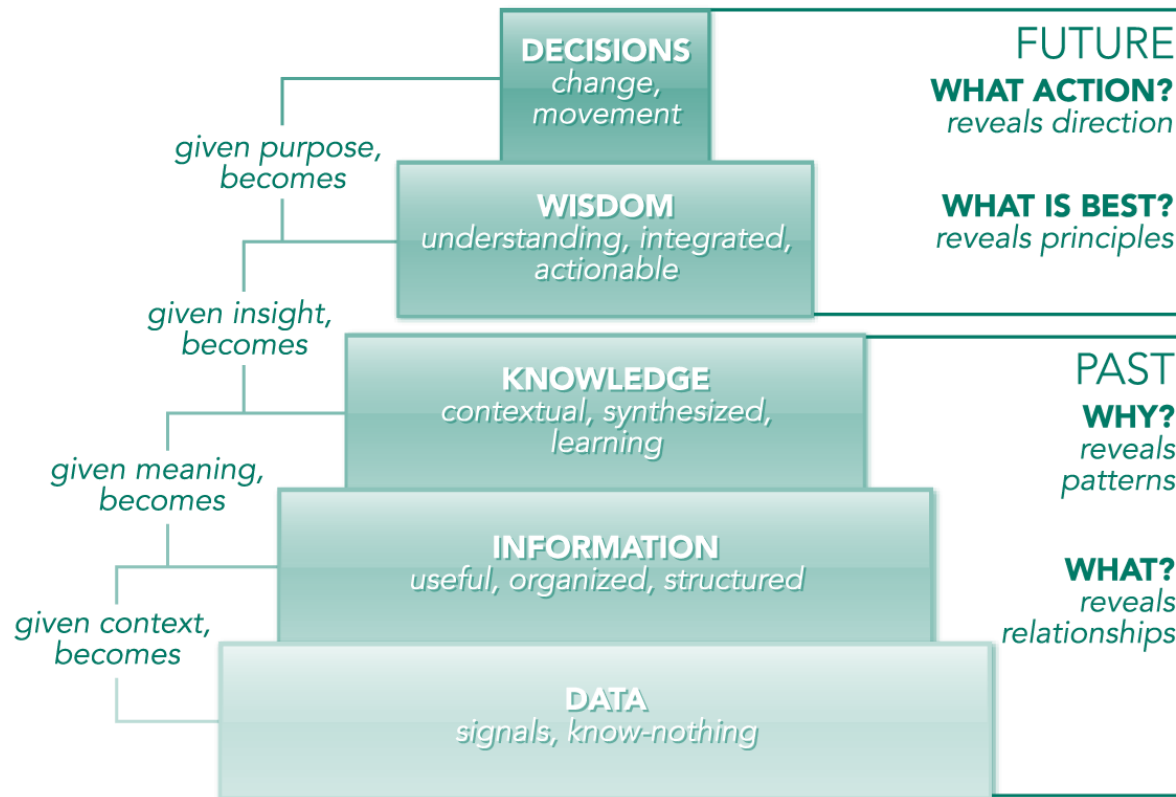 DECISIONS
change,
movement
WISDOM
understanding, integrated,
actionable
KNOWLEDGE
contextual, synthesized,
learning
INFORMATION
useful, organized, structured
DATA
signals, know-nothing
given purpose,
becomes
given insight,
becomes
given meaning,
becomes
given context,
becomes
FUTURE
WHAT ACTION?
reveals direction
WHAT IS BEST?
reveals principles
PAST
WHY?
reveals
patterns
WHAT?
reveals
relationships